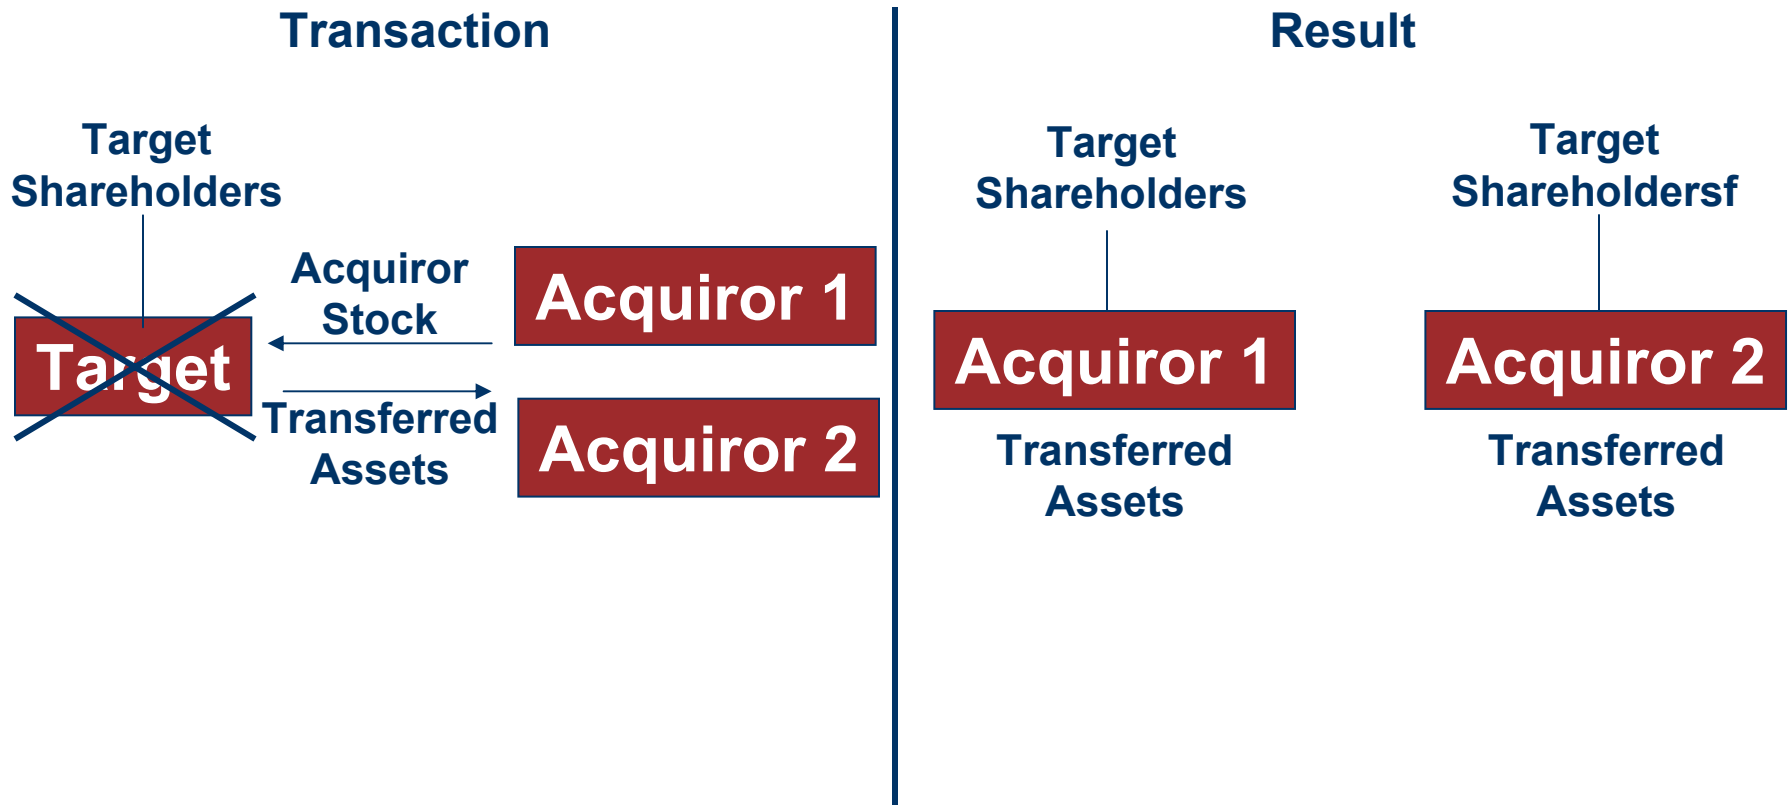 Transaction
Target
Shareholders
Acquiror
Stock
Target
Transferred
Assets
Acquiror 1
Acquiror 2
Result
Target
Shareholders
Acquiror 1
Transferred
Assets
Target
Shareholdersf
Acquiror 2
Transferred
Assets